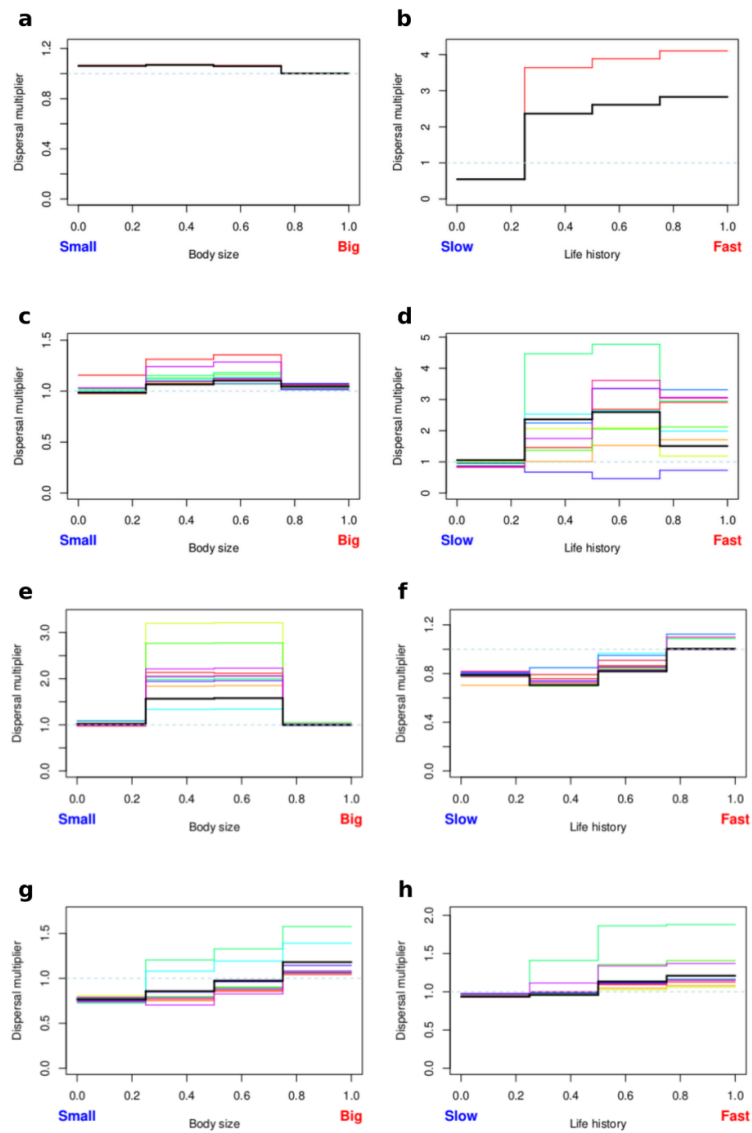 a
b
Dispersal multiplier
0.0 0.4 0.8 1.2
0.0 0.2 0.4 0.6 0.8 1.0
Small Body size Big
Dispersal multiplier
0 1 2 3 4
0.0 0.2 0.4 0.6 0.8 1.0
Slow Life history Fast
c
d
Dispersal multiplier
0.0 0.5 1.0 1.5
0.0 0.2 0.4 0.6 0.8 1.0
Small Body size Big
Dispersal multiplier
0 1 2 3 4 5
0.0 0.2 0.4 0.6 0.8 1.0
Slow Life history Fast
e
f
Dispersal multiplier
0.0 1.0 2.0 3.0
0.0 0.2 0.4 0.6 0.8 1.0
Small Body size Big
Dispersal multiplier
0.0 0.4 0.8 1.2
0.0 0.2 0.4 0.6 0.8 1.0
Slow Life history Fast
g
h
Dispersal multiplier
0.0 0.5 1.0 1.5
0.0 0.2 0.4 0.6 0.8 1.0
Small Body size Big
Dispersal multiplier
0.0 0.5 1.0 1.5 2.0
0.0 0.2 0.4 0.6 0.8 1.0
Slow Life history Fast